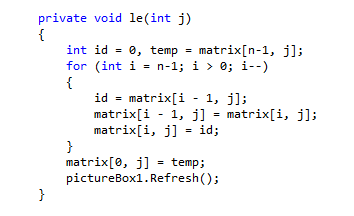 private void le(int j)
{
int id = 0, temp = matrix[n-1, j];
for (int i = n-1; i > 0; i--)
{
id = matrix[i - 1, j];
matrix[i - 1, j] = matrix[i, j];
matrix[i, j] = id;
}
matrix[0, j] = temp;
pictureBox1.Refresh();
}